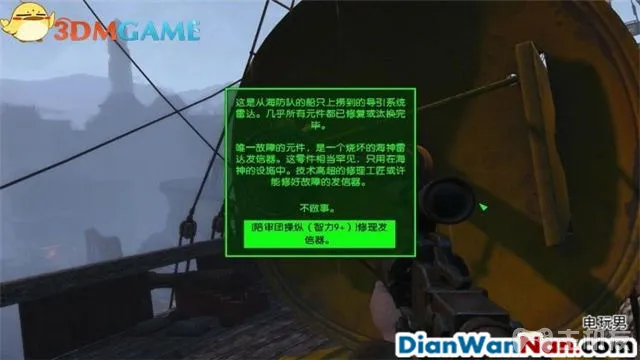 3DMGAME
这是从海防队的船只上捞到的导引系统
雷达。几乎所有元件都已修复或汰换完
毕。
唯一故障的元件，是一个烧坏的海神雷
达发信器。这零件相当罕见，只用在海
神的设施中。技术高超的修理工匠或许
能修好故障的发信器。
不做事。
[陪审团操纵（智力9+）]修理发
信器。
电玩男
DianWanNan.com